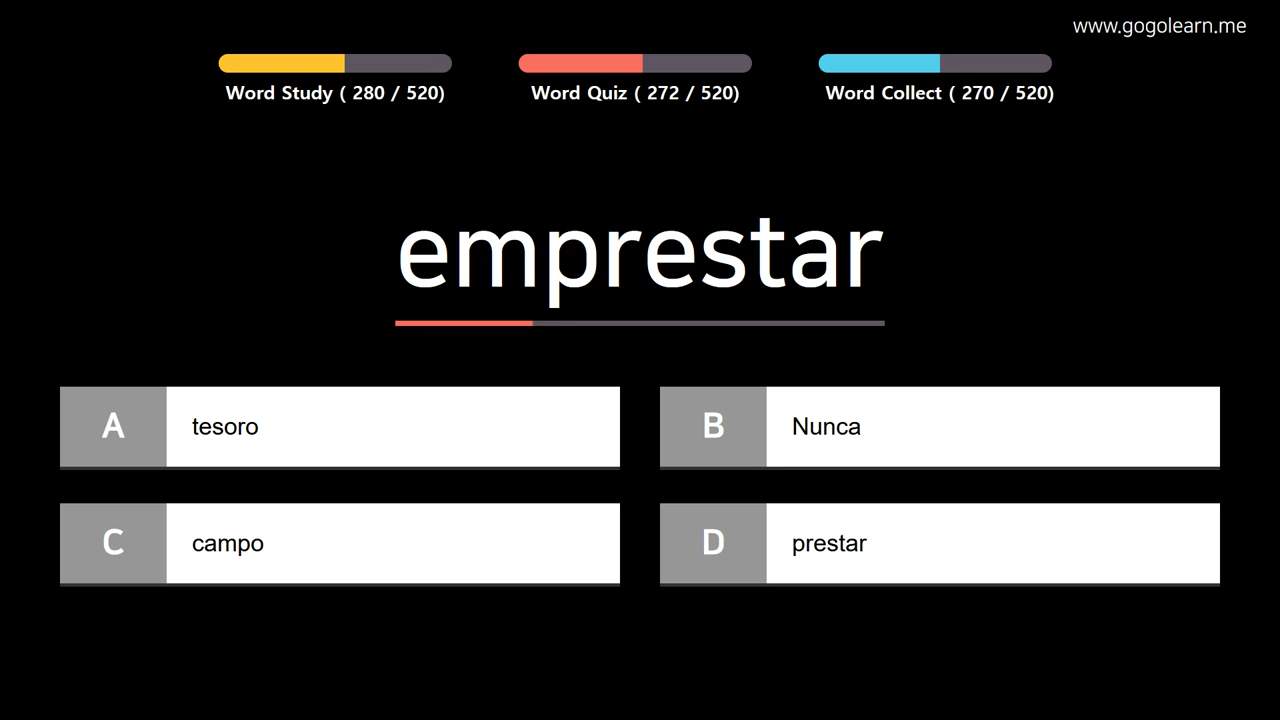 www.gogolearn.me
Word Study ( 280 / 520)
Word Quiz ( 272 / 520)
Word Collect ( 270 / 520)
emprestar
A tesoro
B Nunca
C campo
D prestar